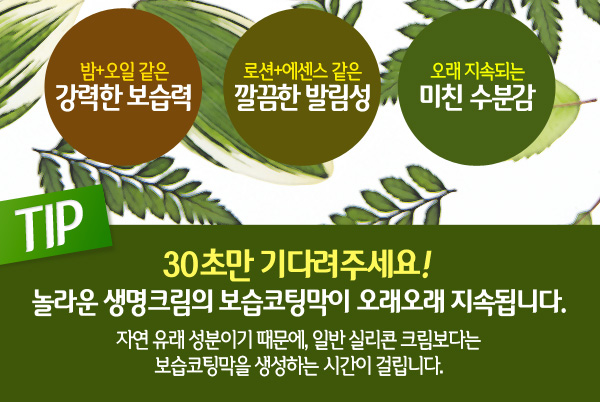 밤+오일 같은
강력한 보습력
로션+에센스 같은
깔끔한 발림성
오래 지속되는
미친 수분감
TIP
30초만 기다려주세요!
놀라운 생명크림의 보습코팅막이 오래오래 지속됩니다.
자연 유래 성분이기 때문에, 일반 실리콘 크림보다는
보습코팅막을 생성하는 시간이 걸립니다.